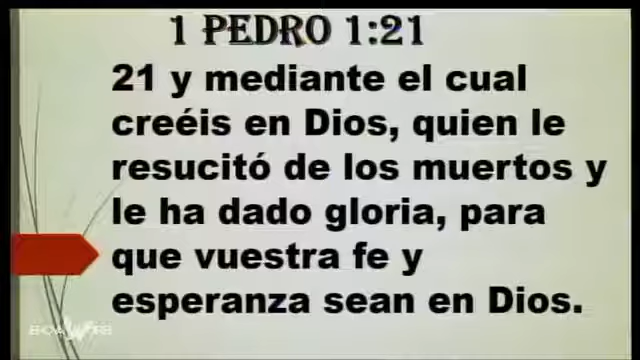 1 PEDRO 1:21
21 y mediante el cual
creéis en Dios, quien le
resucitó de los muertos y
le ha dado gloria, para
que vuestra fe y
esperanza sean en Dios.